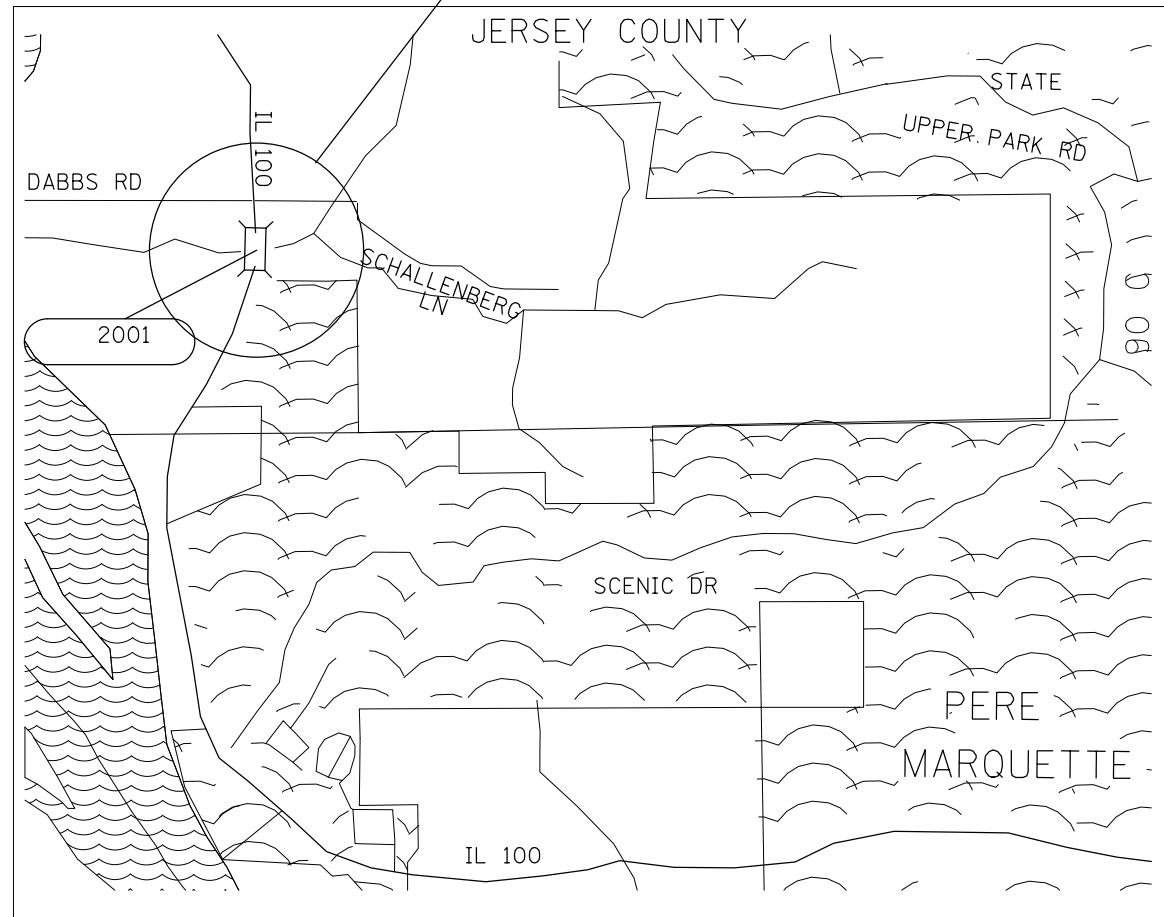 JERSEY COUNTY
STATE
IL 100
UPPER PARK RD
DABBS RD
SCHALLENBERG
LN
2001
SCENIC DR
PERE
MARQUETTE
IL 100